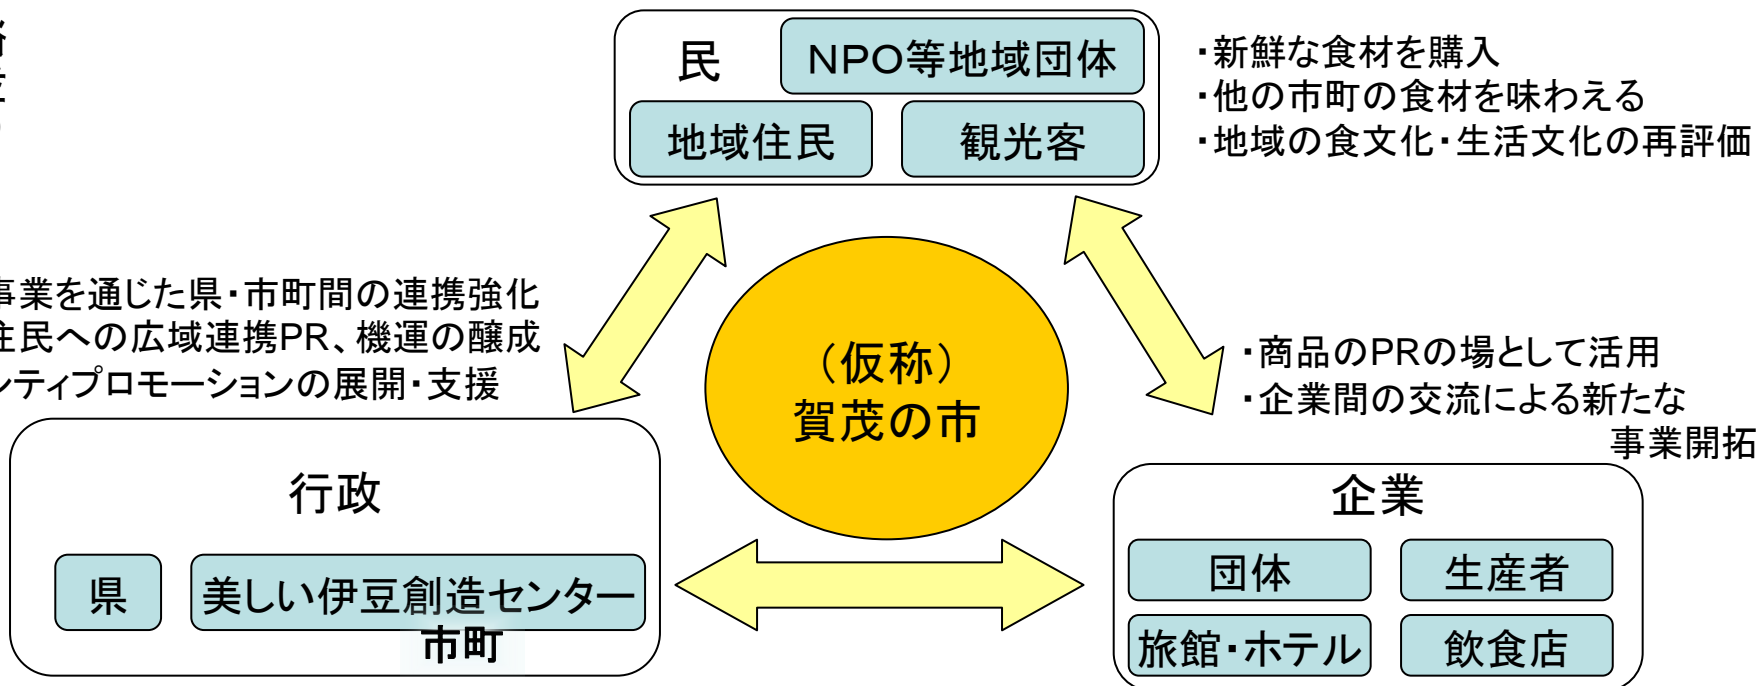 民
NPO等地域団体
地域住民
観光客
・新鮮な食材を購入
・他の市町の食材を味わえる
・地域の食文化・生活文化の再評価
事業を通じた県・市町間の連携強化
住民への広域連携PR、機運の醸成
ンティプロモーションの展開・支援
(仮称)
賀茂の市
・商品のPRの場として活用
・企業間の交流による新たな
事業開拓
行政
県
美しい伊豆創造センター
市町
企業
団体
生産者
旅館・ホテル
飲食店